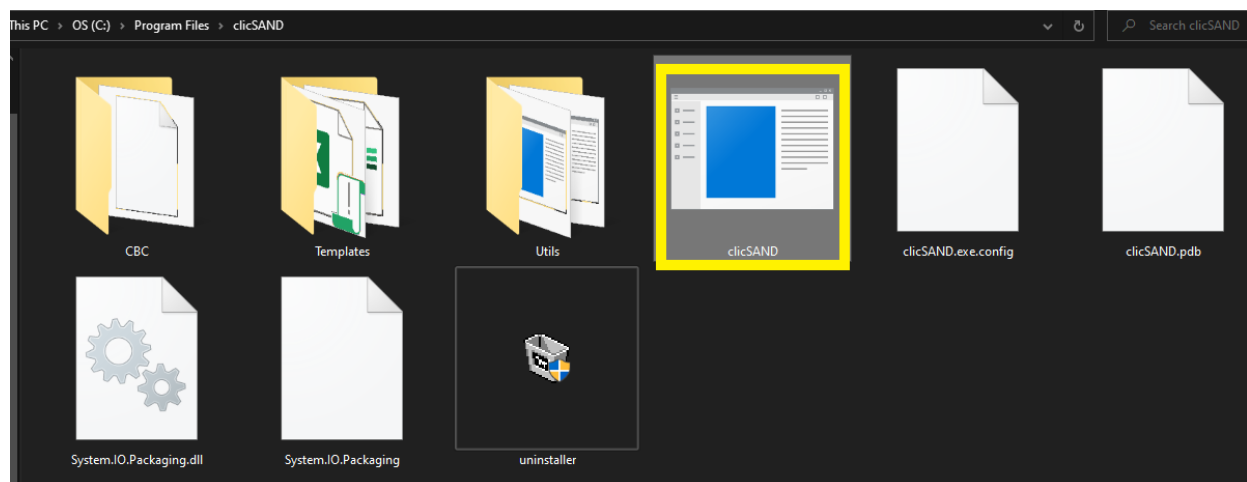 This PC > OS (C:) > Program Files > clicSAND
Search clicSAND
CBC
Templates
Utils
clicSAND
clicSAND.exe.config
clicSAND.pdb
System.IO.Packaging.dll
System.IO.Packaging
uninstaller